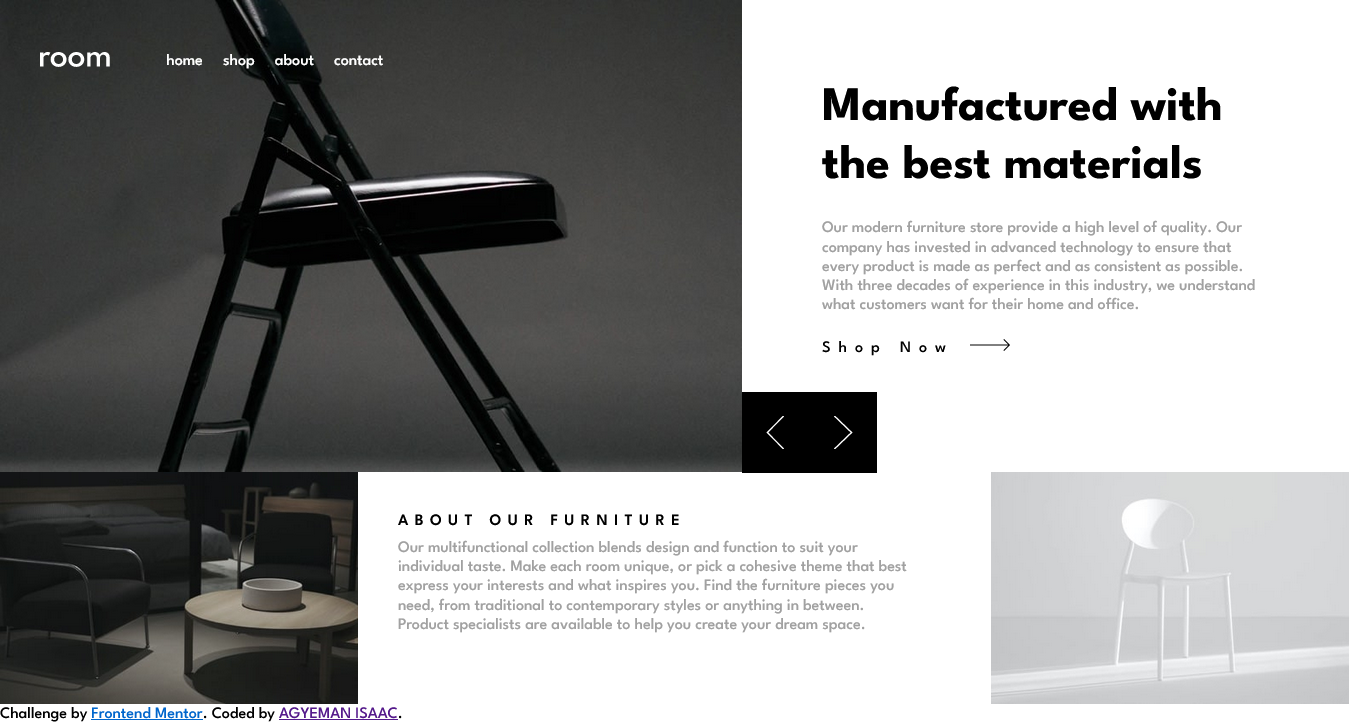 room
home shop about contact
Manufactured with
the best materials
Our modern furniture store provide a high level of quality. Our
company has invested in advanced technology to ensure that
every product is made as perfect and as consistent as possible.
With three decades of experience in this industry, we understand
what customers want for their home and office.
Shop Now
ABOUT OUR FURNITURE
Our multifunctional collection blends design and function to suit your
individual taste. Make each room unique, or pick a cohesive theme that best
express your interests and what inspires you. Find the furniture pieces you
need, from traditional to contemporary styles or anything in between.
Product specialists are available to help you create your dream space.
Challenge by Frontend Mentor. Coded by AGYEMAN ISAAC.